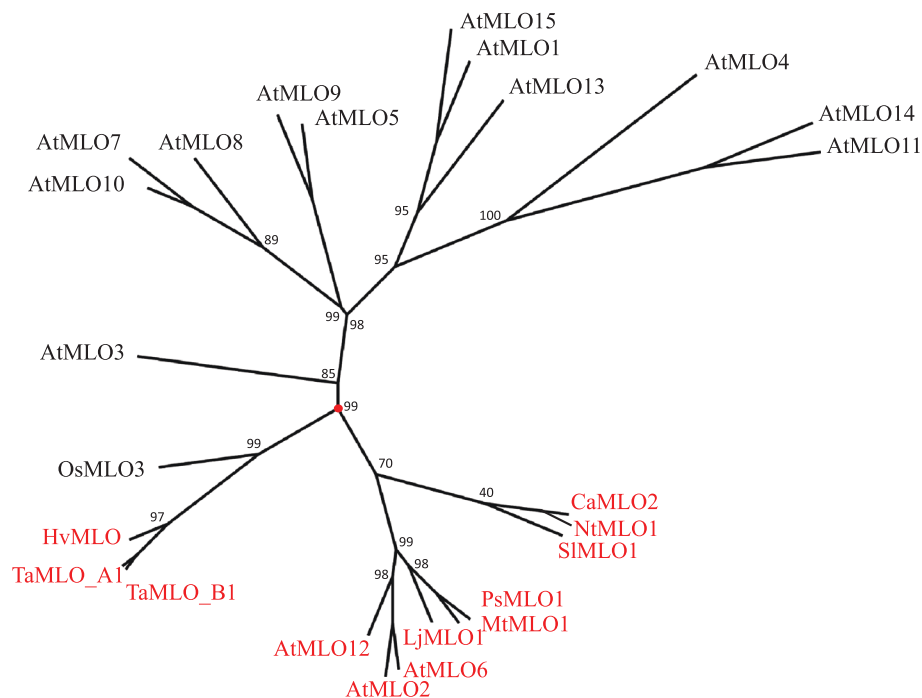 AtMLO15
AtMLO1
AtMLO4
AtMLO13
AtMLO9
AtMLO5
AtMLO14
AtMLO7
AtMLO8
AtMLO11
AtMLO10
95
100
89
95
99
98
AtMLO3
85
99
99
OsMLO3
70
40
CaMLO2
97
NtMLO1
HvMLO
SlMLO1
99
98
TaMLO_A1
98
TaMLO_B1
PsMLO1
MtMLO1
LjMLO1
AtMLO12
AtMLO6
AtMLO2